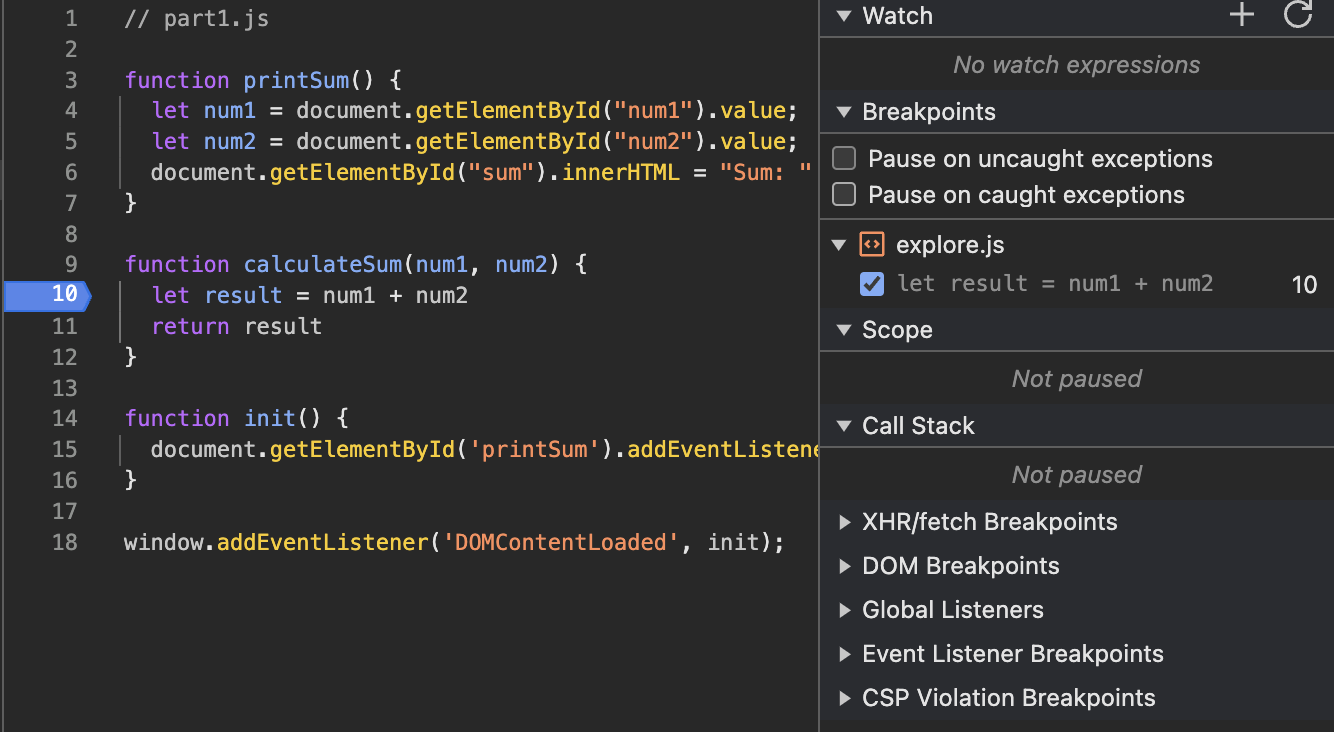 1 // part1.js
2
3 function printSum() {
4 let num1 = document.getElementById("num1").value;
5 let num2 = document.getElementById("num2").value;
6 document.getElementById("sum").innerHTML = "Sum: "
7 }
8
9 function calculateSum(num1, num2) {
10 let result = num1 + num2
11 return result
12 }
13
14 function init() {
15 document.getElementById('printSum').addEventListene
16 }
17
18 window.addEventListener('DOMContentLoaded', init);
Watch
No watch expressions
Breakpoints
Pause on uncaught exceptions
Pause on caught exceptions
explore.js
let result = num1 + num2 10
Scope
Not paused
Call Stack
Not paused
XHR/fetch Breakpoints
DOM Breakpoints
Global Listeners
Event Listener Breakpoints
CSP Violation Breakpoints